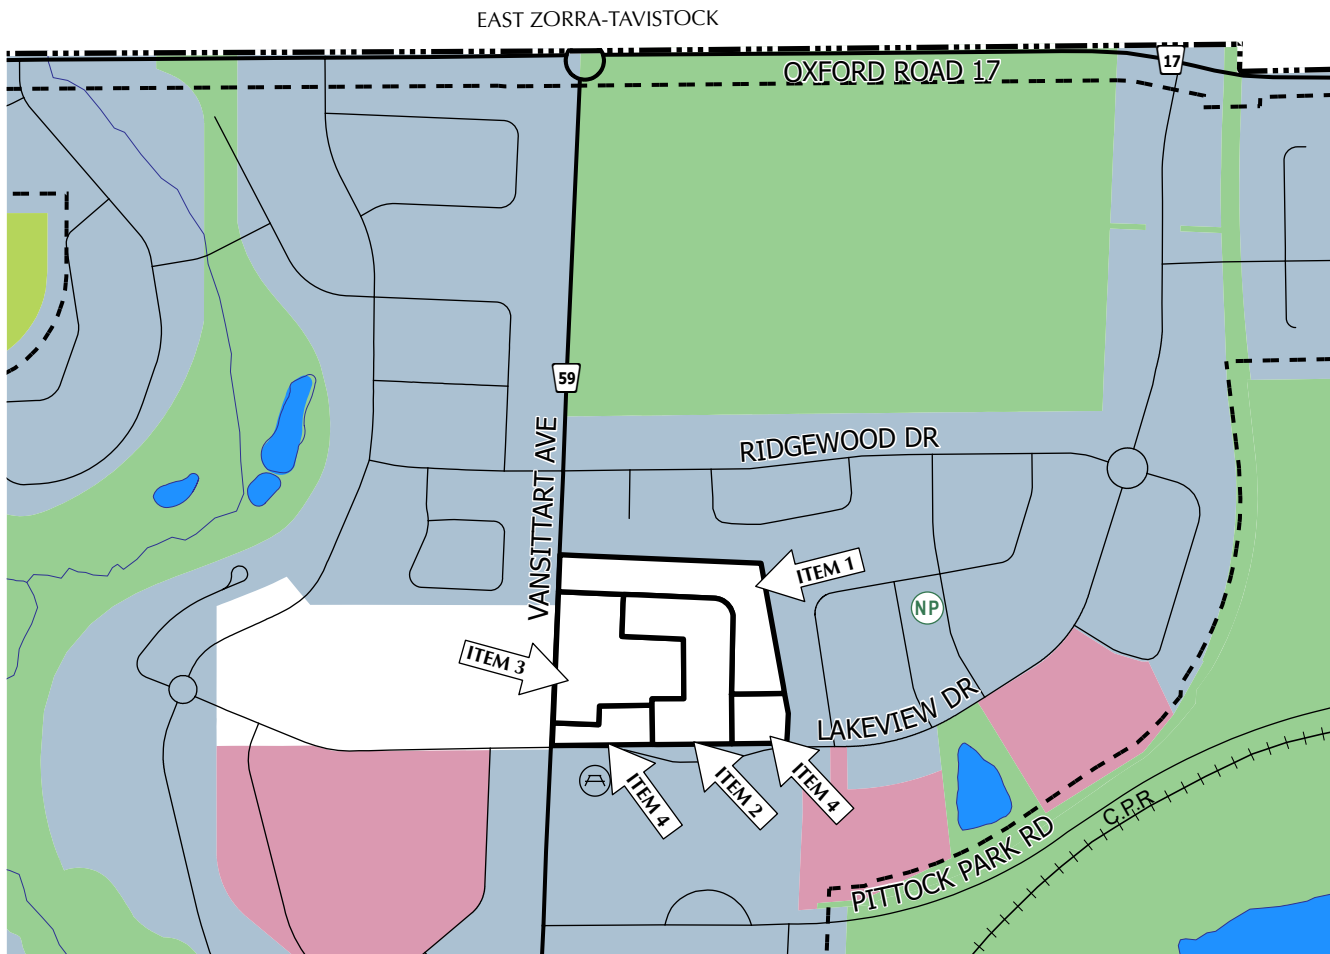 EAST ZORRA-TAVISTOCK
17
OXFORD ROAD 17
59
VANSITTART AVE
RIDGEWOOD DR
ITEM 1
NP
ITEM 3
LAKEVIEW DR
ITEM 4
ITEM 2
ITEM 4
C.P.R
PITTOCK PARK RD